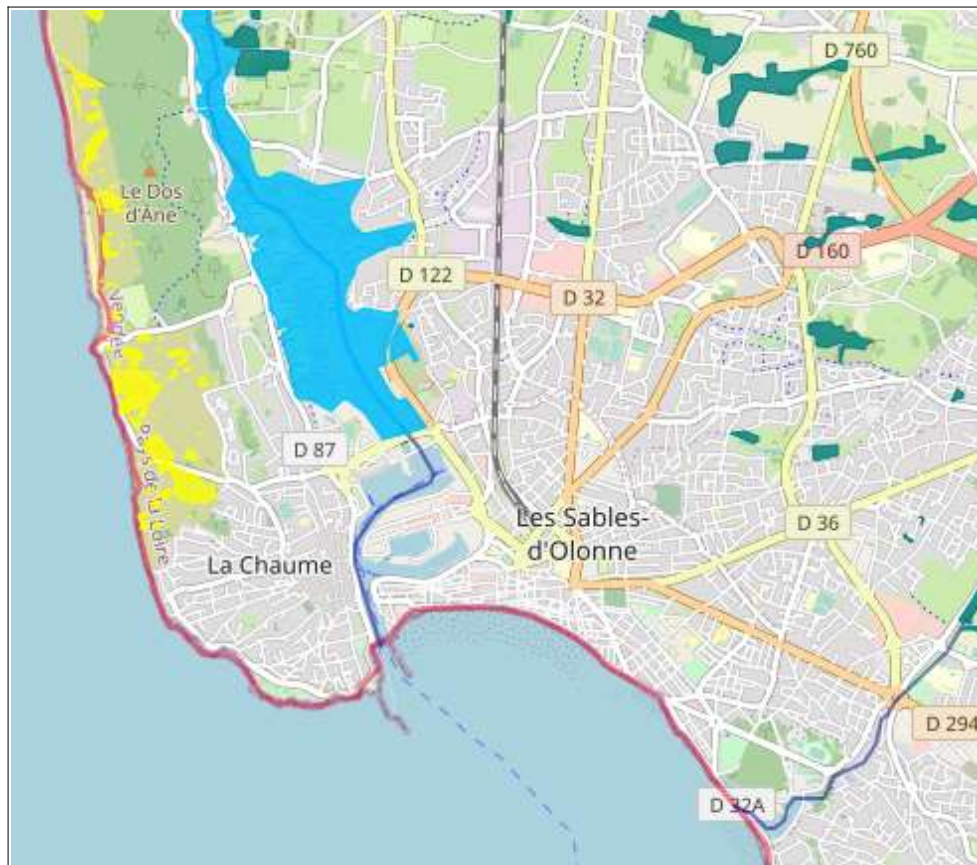 D 760
Le Dos
d'Âne
D 160
D 122
D 32
Vendée
Pays de La Loire
D 87
Les Sables-
d'Olonne
D 36
La Chaume
D 294
D 32A